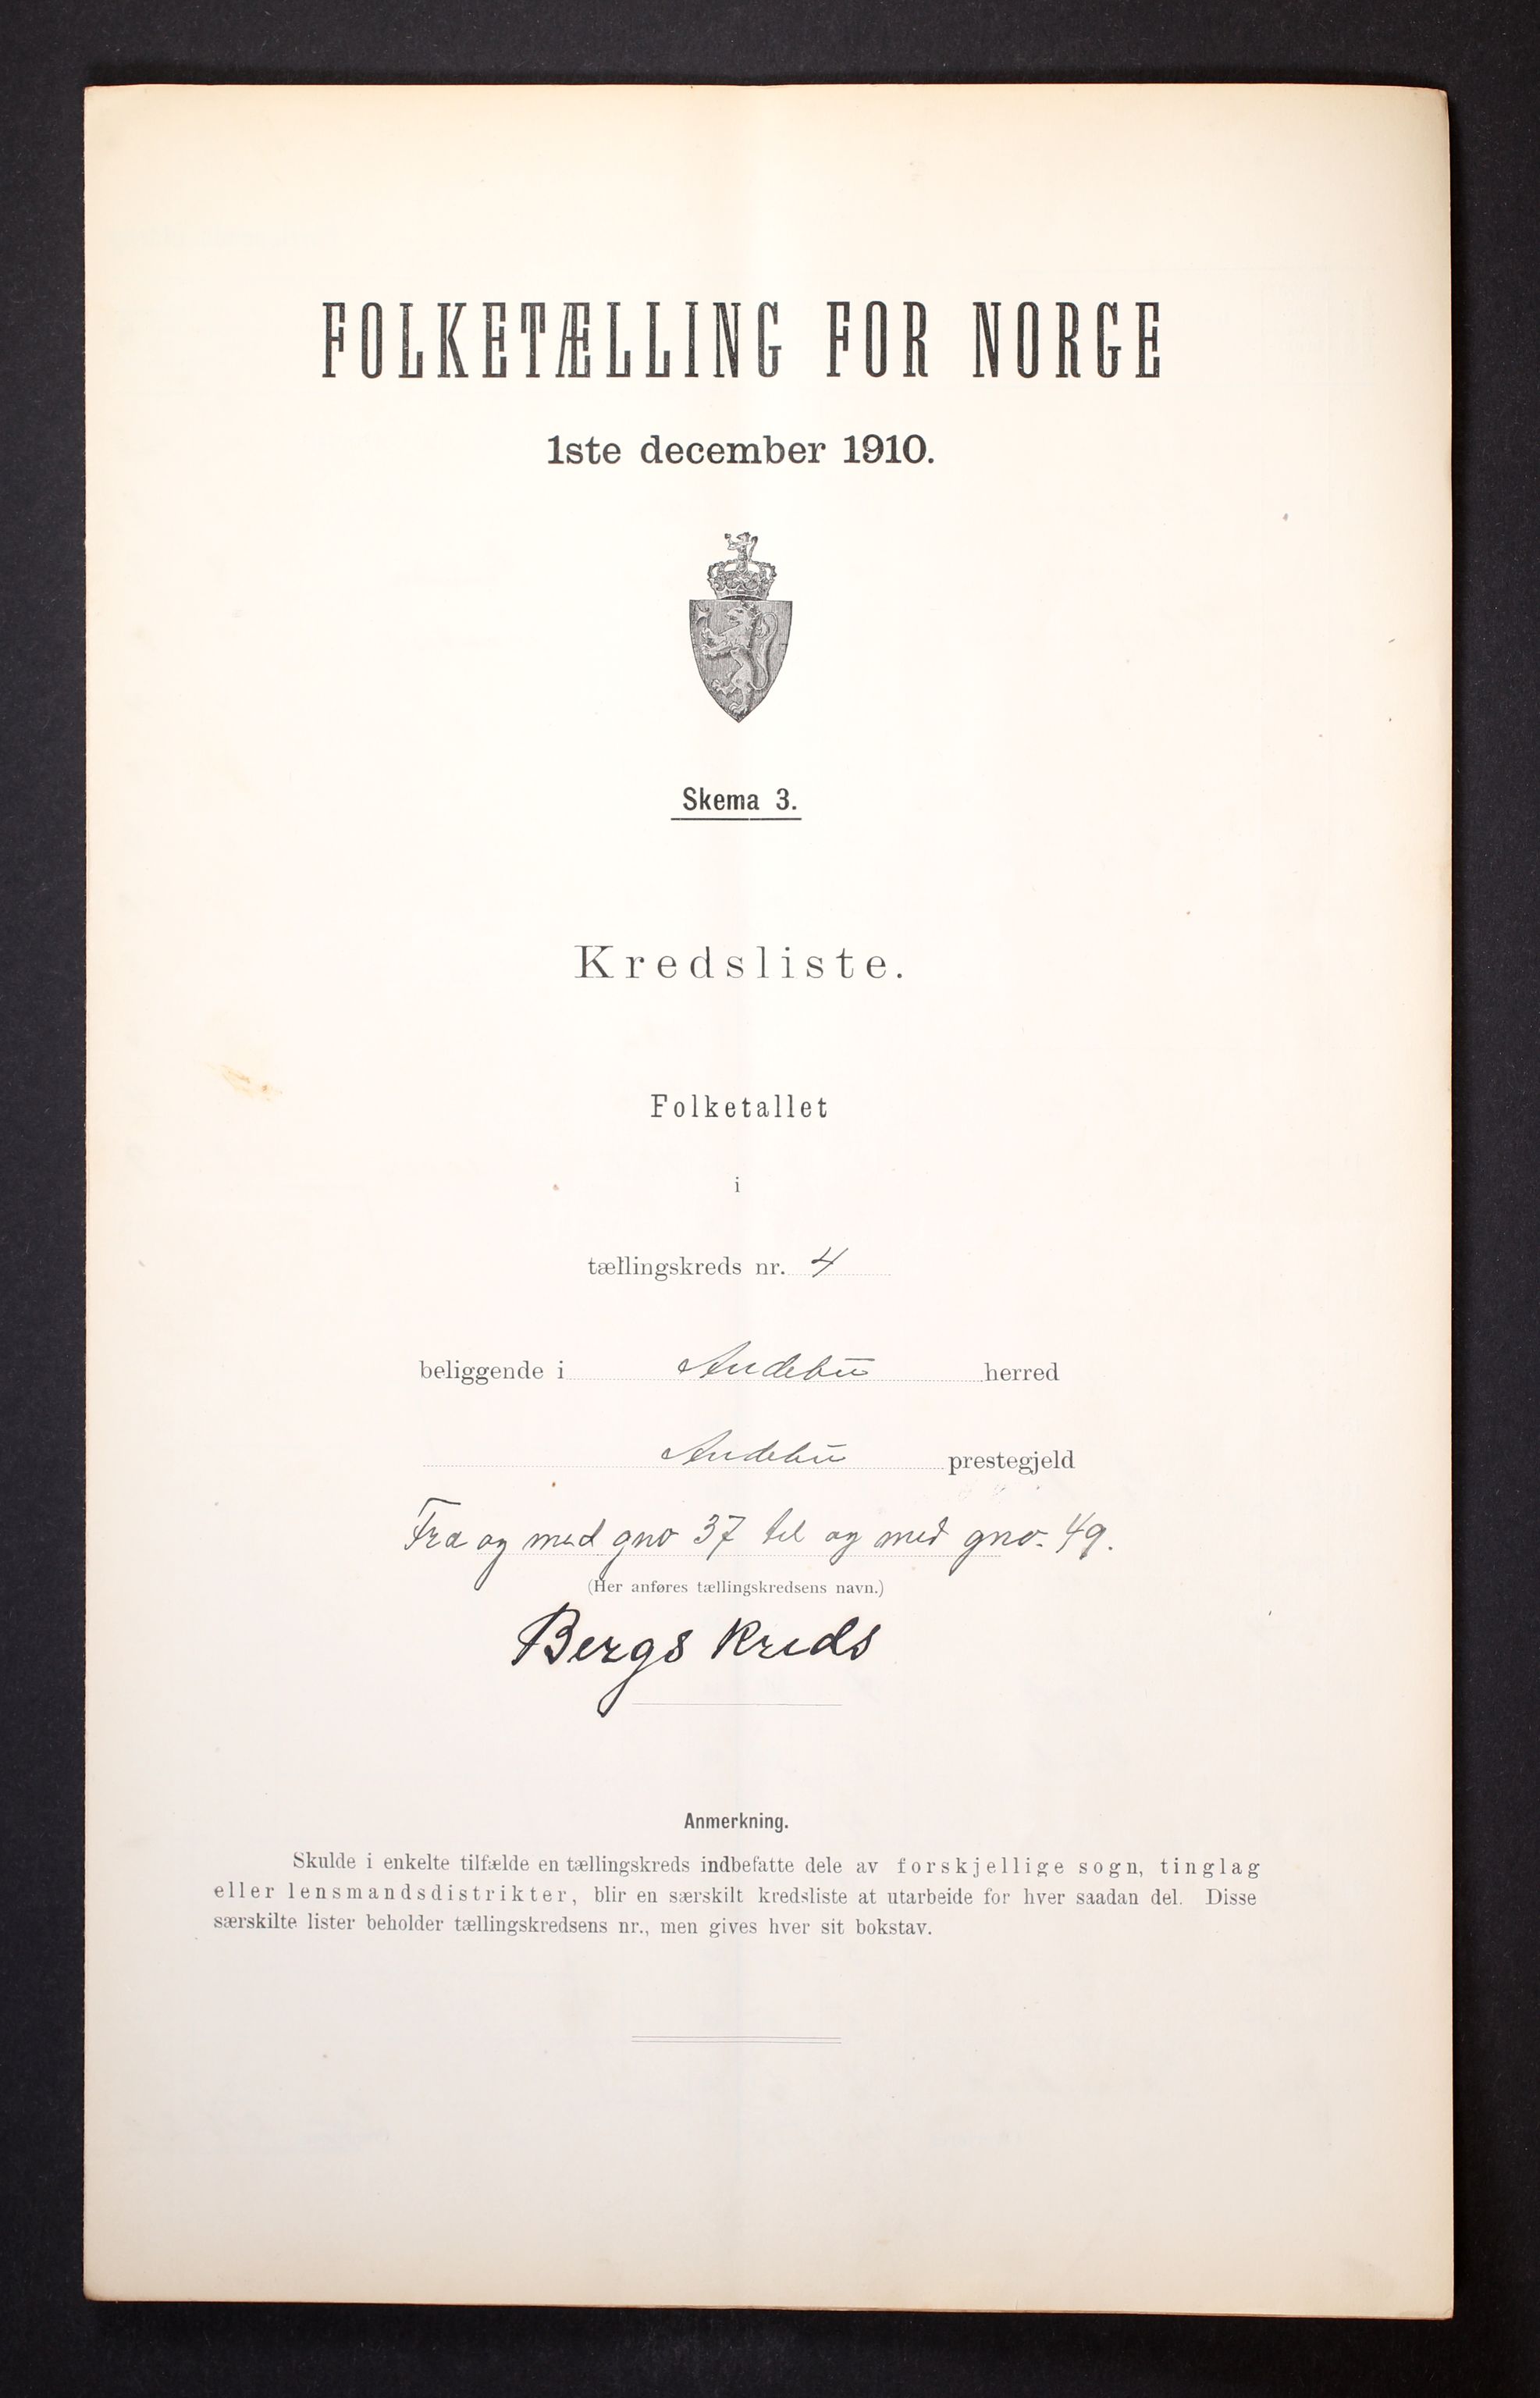 FOLKETÆLLING FOR NORGE
1ste december 1910.
Skema 3.
Kredsliste.
Folketallet
i
tællingskreds nr. 4
beliggende i Andebu herred
Andebu prestegjeld
Fra og med gno 37 til og med gno. 49.
(Her anføres tællingskredsens navn.)
Bergs Kreds
Anmerkning.
Skulde i enkelte tilfælde en tællingskreds indbefatte dele av forskjellige sogn, tinglag
eller lensmandsdistrikter, blir en særskilt kredsliste at utarbeide for hver saadan del. Disse
særskilte lister beholder tællingskredsens nr., men gives hver sit bokstav.